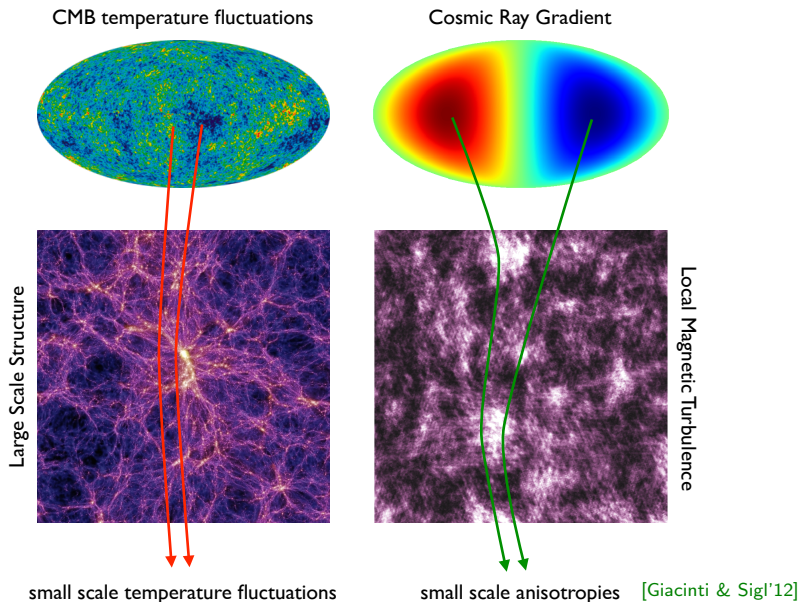 CMB temperature fluctuations
Cosmic Ray Gradient
Large Scale Structure
Local Magnetic Turbulence
small scale temperature fluctuations
small scale anisotropies
[Giacinti & Sigl'12]